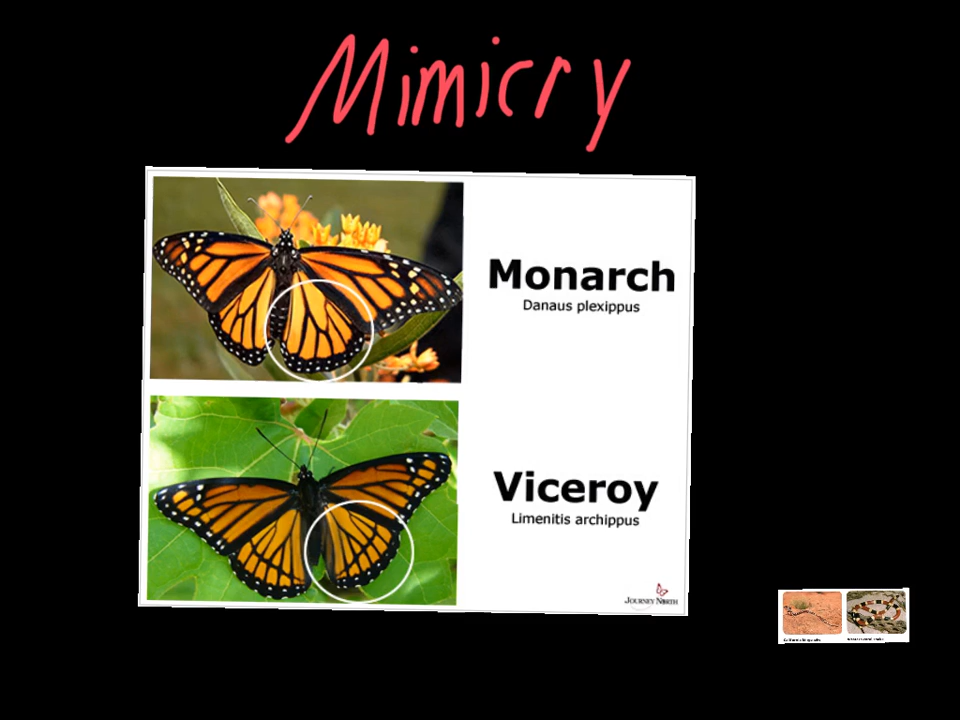 Mimicry
Monarch
Danaus plexippus
Viceroy
Limenitis archippus
JOURNEY NORTH